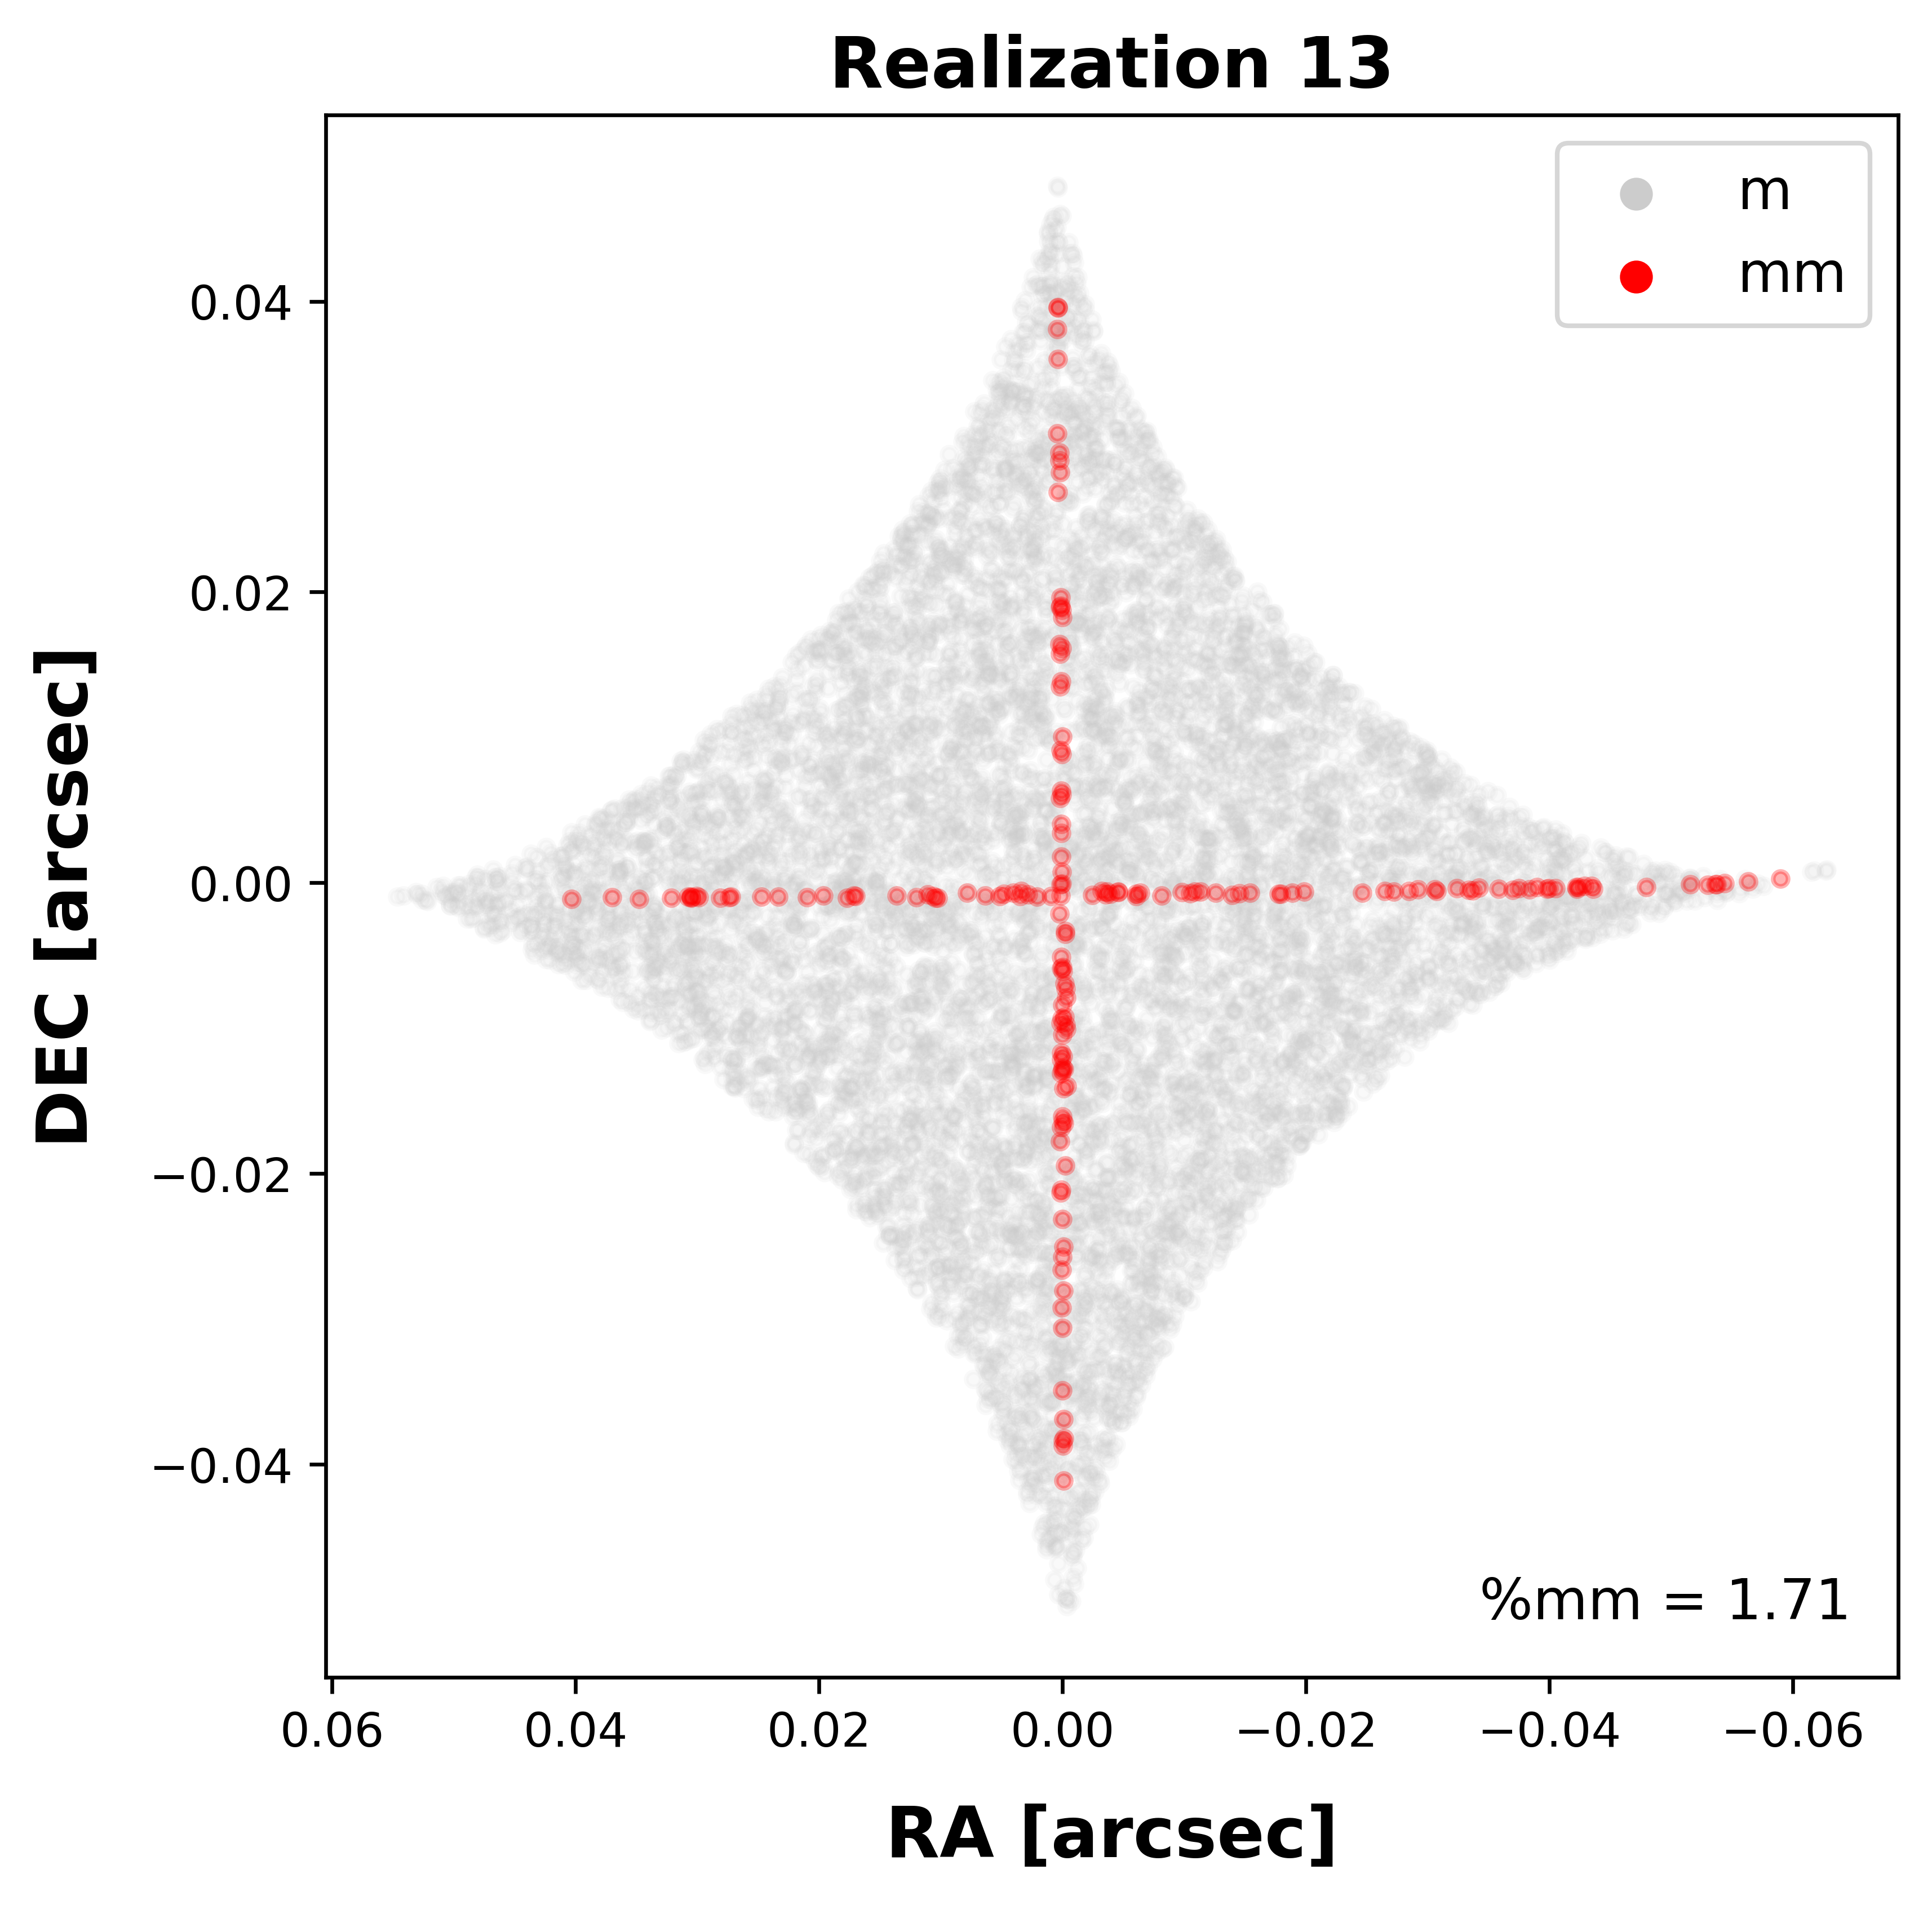 Realization 13
m
mm
0.04
0.02
0.00
−0.02
−0.04
DEC [arcsec]
%mm = 1.71
0.06 0.04 0.02 0.00 −0.02 −0.04 −0.06
RA [arcsec]